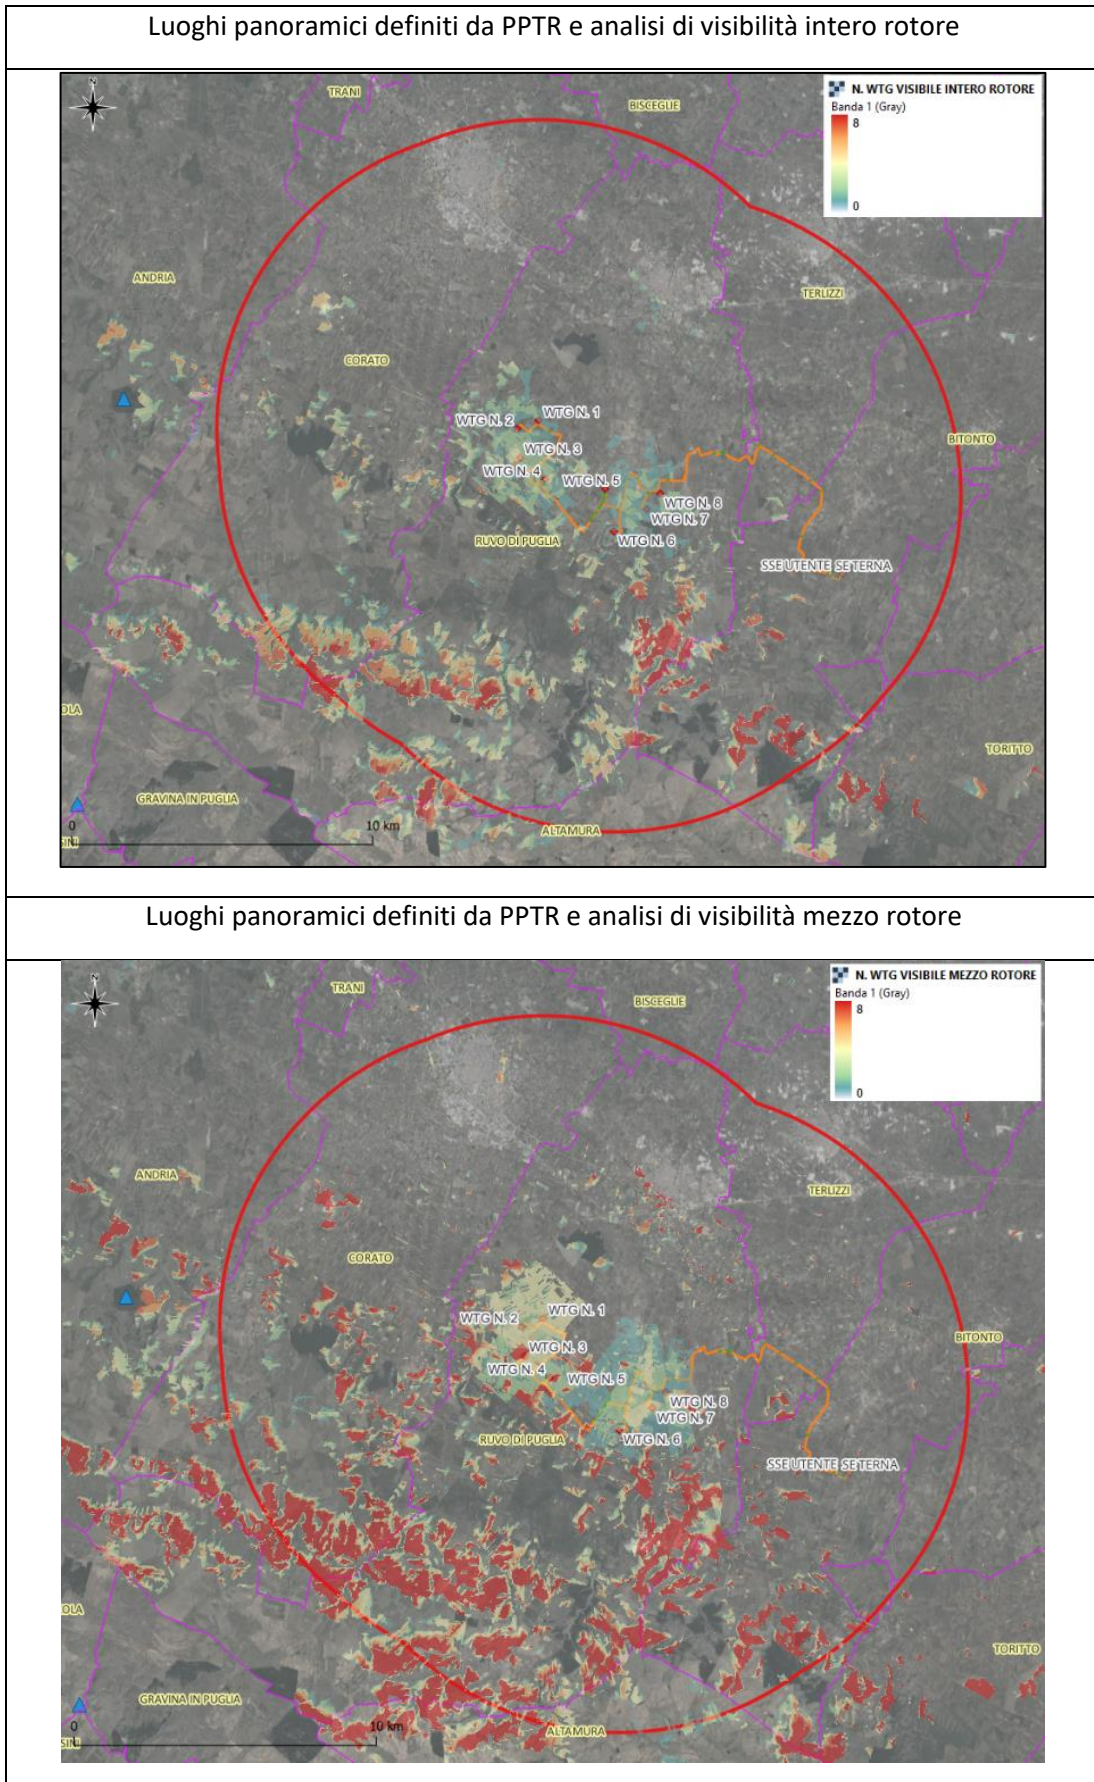 Luoghi panoramici definiti da PPTR e analisi di visibilità intero rotore
N
TRANI
BISCEGLIE
N. WTG VISIBILE INTERO ROTORE
Banda 1 (Gray)
8
0
ANDRIA
TERLIZZI
CORATO
WTG N. 1
WTG N. 2
WTG N. 3
BITONTO
WTG N. 4
WTG N. 5
WTG N. 8
WTG N. 7
RUVO DI PUGLIA
WTG N. 6
SSE UTENTE SE TERNA
OLA
TORITTO
GRAVINA IN PUGLIA
0
10 km
ALTAMURA
SINI
Luoghi panoramici definiti da PPTR e analisi di visibilità mezzo rotore
N
TRANI
BISCEGLIE
N. WTG VISIBILE MEZZO ROTORE
Banda 1 (Gray)
8
0
ANDRIA
TERLIZZI
CORATO
WTG N. 1
WTG N. 2
BITONTO
WTG N. 3
WTG N. 4
WTG N. 5
WTG N. 8
WTG N. 7
RUVO DI PUGLIA
WTG N. 6
SSE UTENTE SE TERNA
OLA
TORITTO
GRAVINA IN PUGLIA
0
10 km
ALTAMURA
SINI